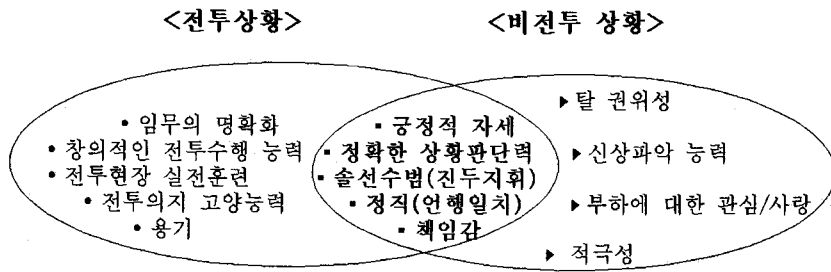 <전투상황>
<비전투 상황>
• 임무의 명확화
• 창의적인 전투수행 능력
• 전투현장 실전훈련
• 전투의지 고양능력
• 용기
▪ 긍정적 자세
▪ 정확한 상황판단력
▪ 솔선수범(진두지휘)
▪ 정직(언행일치)
▪ 책임감
▶ 탈 권위성
▶ 신상파악 능력
▶ 부하에 대한 관심/사랑
▶ 적극성